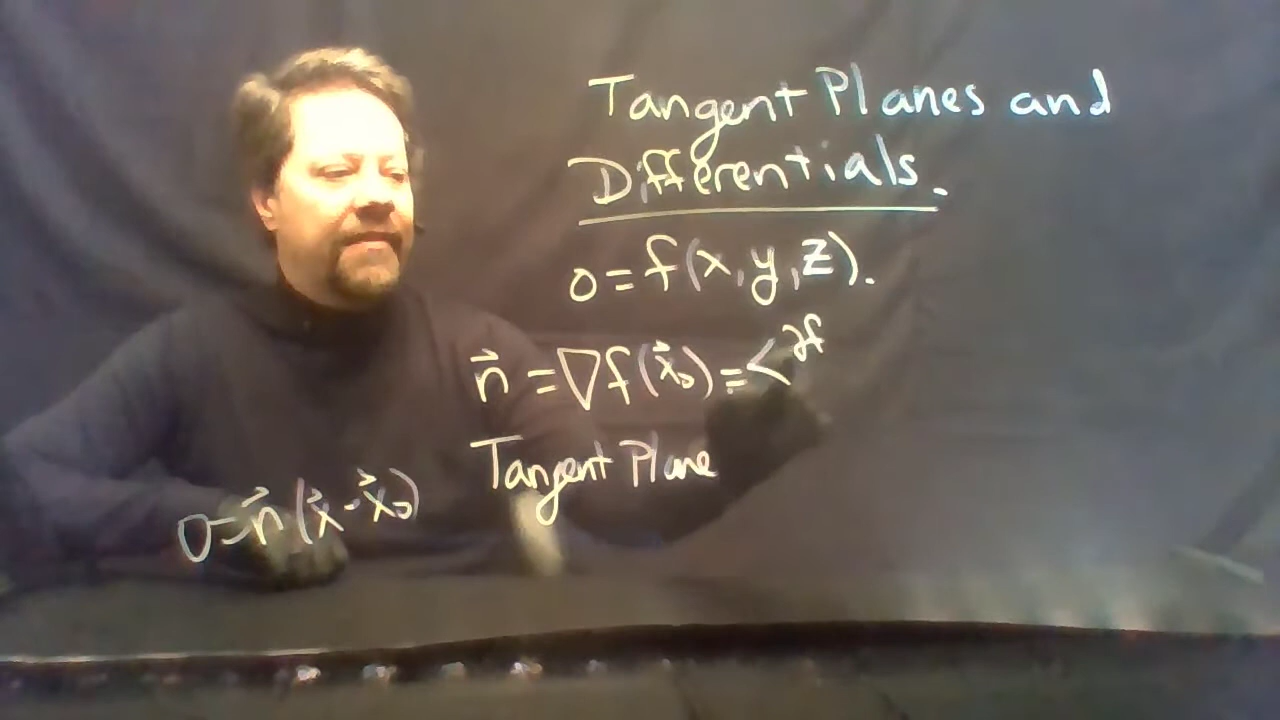 Tangent Planes and
Differentials.
0 = f(x, y, z).
n⃗ = ∇f(x⃗₀) = < ∂f
Tangent Plane
0 = n⃗(x⃗ - x⃗₀)